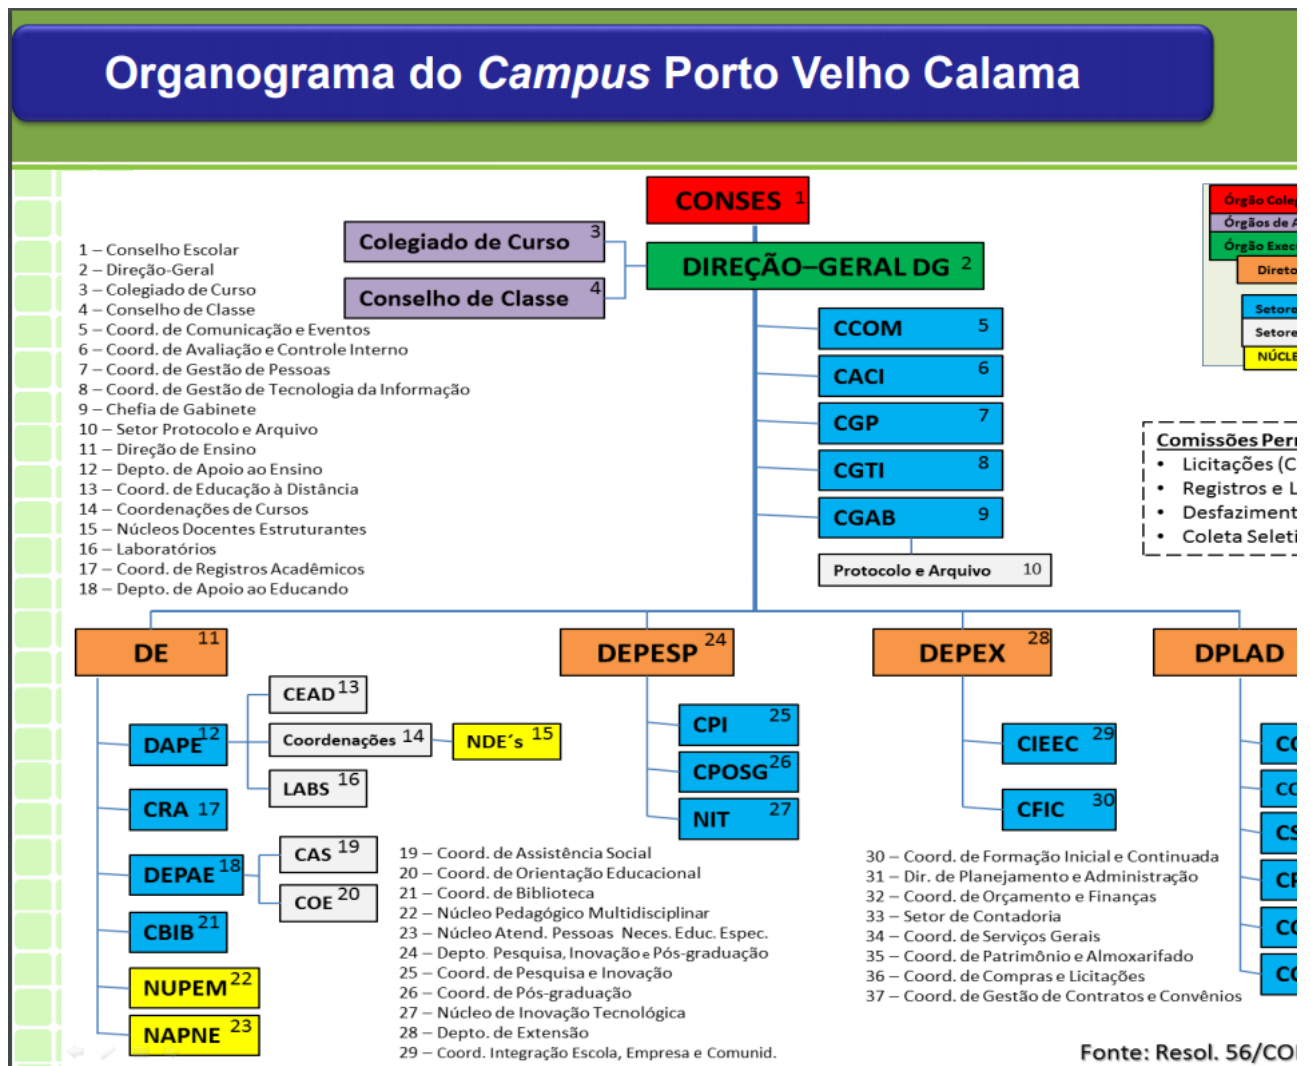 Organograma do Campus Porto Velho Calama
CONSES 1
Colegiado de Curso 3
DIREÇÃO–GERAL DG 2
Conselho de Classe 4
1 – Conselho Escolar
2 – Direção-Geral
3 – Colegiado de Curso
4 – Conselho de Classe
5 – Coord. de Comunicação e Eventos
6 – Coord. de Avaliação e Controle Interno
7 – Coord. de Gestão de Pessoas
8 – Coord. de Gestão de Tecnologia da Informação
9 – Chefia de Gabinete
10 – Setor Protocolo e Arquivo
11 – Direção de Ensino
12 – Depto. de Apoio ao Ensino
13 – Coord. de Educação à Distância
14 – Coordenações de Cursos
15 – Núcleos Docentes Estruturantes
16 – Laboratórios
17 – Coord. de Registros Acadêmicos
18 – Depto. de Apoio ao Educando
CCOM 5
CACI 6
CGP 7
CGTI 8
CGAB 9
Protocolo e Arquivo 10
Órgão
Órgãos de
Órgão
Comissões
• Licitações
• Registros e
•
• Coleta
DE 11
DEPESP 24
DEPEX 28
DPLAD
CEAD 13
DAPE 12
Coordenações 14
NDE´s 15
LABS 16
CRA 17
CAS 19
DEPAE 18
COE 20
CBIB 21
NUPEM 22
NAPNE 23
CPI 25
CPOSG 26
NIT 27
CIEEC 29
CFIC 30
19 – Coord. de Assistência Social
20 – Coord. de Orientação Educacional
21 – Coord. de Biblioteca
22 – Núcleo Pedagógico Multidisciplinar
23 – Núcleo Atend. Pessoas Neces. Educ. Espec.
24 – Depto. Pesquisa, Inovação e Pós-graduação
25 – Coord. de Pesquisa e Inovação
26 – Coord. de Pós-graduação
27 – Núcleo de Inovação Tecnológica
28 – Depto. de Extensão
29 – Coord. Integração Escola, Empresa e Comunid.
30 – Coord. de Formação Inicial e Continuada
31 – Dir. de Planejamento e Administração
32 – Coord. de Orçamento e Finanças
33 – Setor de Contadoria
34 – Coord. de Serviços Gerais
35 – Coord. de Patrimônio e Almoxarifado
36 – Coord. de Compras e Licitações
37 – Coord. de Gestão de Contratos e Convênios
Fonte: Resol.